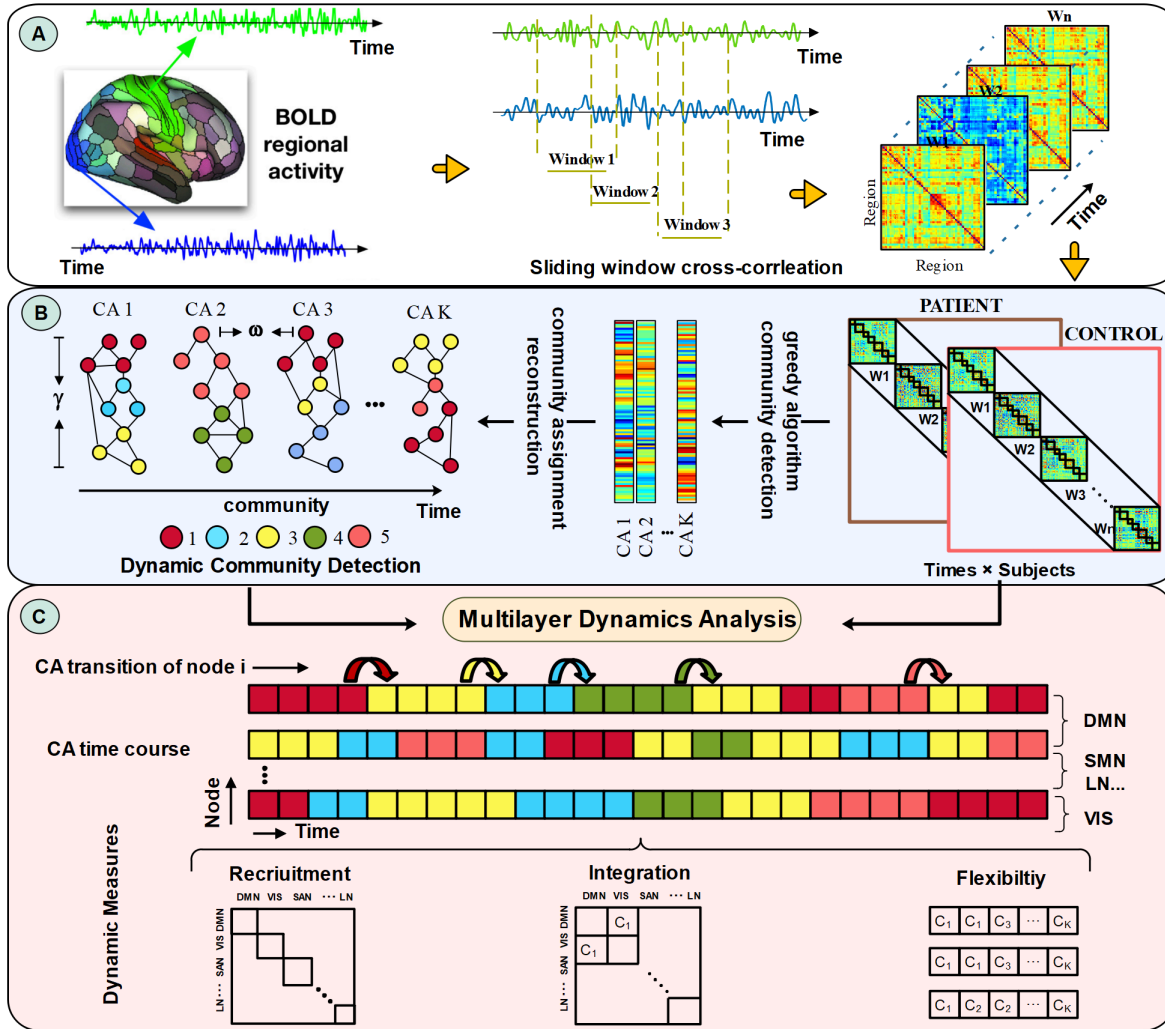 A
Time
BOLD
regional
activity
Time
Time
Time
Window 1
Window 2
Window 3
Sliding window cross-corrleation
Wn
W2
W1
Region
Region
Time
B
CA 1
CA 2
CA 3
CA K
ω
γ
...
community
Time
1
2
3
4
5
Dynamic Community Detection
community assignment
reconstruction
CA 1
CA 2
...
CA K
greedy algorithm
community detection
PATIENT
CONTROL
W1
W2
W1
W2
W3
Wn
Times × Subjects
C
Multilayer Dynamics Analysis
CA transition of node i
CA time course
Node
Time
DMN
SMN
LN...
VIS
Dynamic Measures
Recriuitment
DMN VIS SAN ··· LN
DMN
VIS
SAN
LN ···
Integration
DMN VIS SAN ··· LN
DMN
VIS
SAN
LN ···
C1
C1
Flexibiltiy
C1 C1 C3 ··· CK
C1 C1 C3 ··· CK
C1 C2 C2 ··· CK